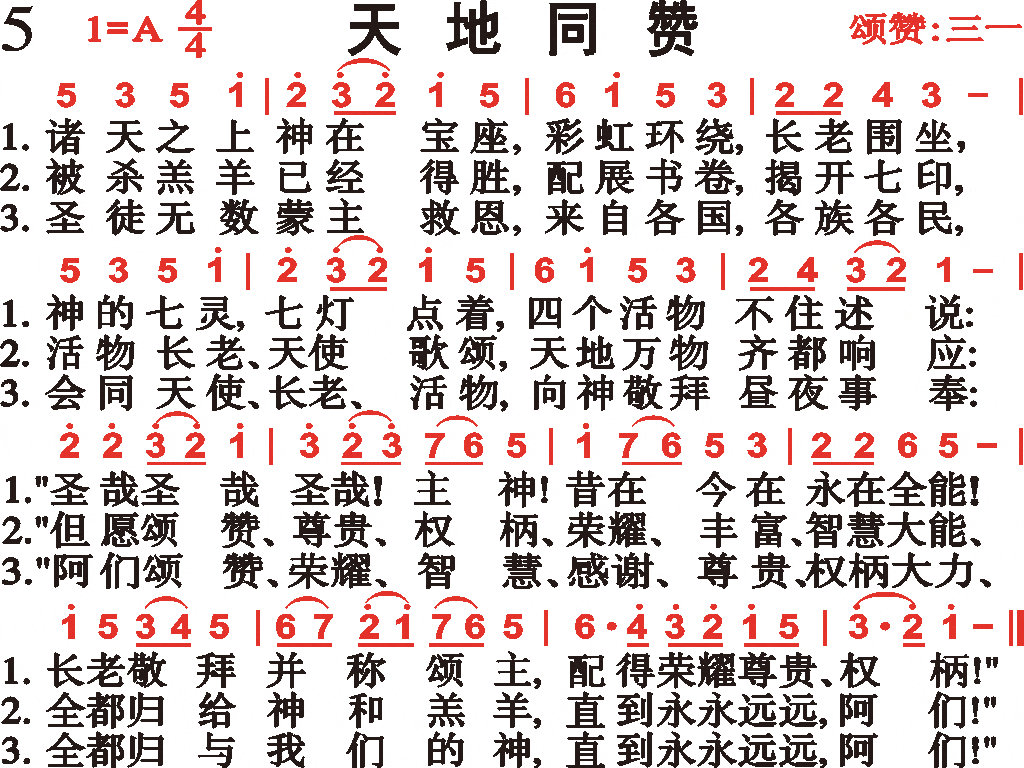 5 1=A 4/4 天地同赞 颂赞:三一
5 3 5 i | 2 3 2 i 5 | 6 i 5 3 | 2 2 4 3 – |
1. 诸天之上神在 宝座, 彩虹环绕, 长老围坐,
2. 被杀羔羊已经 得胜, 配展书卷, 揭开七印,
3. 圣徒无数蒙主 救恩, 来自各国, 各族各民,
5 3 5 i | 2 3 2 i 5 | 6 i 5 3 | 2 4 3 2 1 – |
1. 神的七灵, 七灯 点着, 四个活物 不住述 说:
2. 活物长老、天使 歌颂, 天地万物 齐都响 应:
3. 会同天使、长老、 活物, 向神敬拜 昼夜事 奉:
2 2 3 2 i | 3 2 3 7 6 5 | i 7 6 5 3 | 2 2 6 5 – |
1."圣哉圣 哉 圣哉! 主 神! 昔在 今在 永在全能!
2."但愿颂 赞、尊贵、 权 柄、荣耀、 丰富、智慧大能、
3."阿们颂 赞、荣耀、 智 慧、感谢、 尊贵、权柄大力、
i 5 3 4 5 | 6 7 2 i 7 6 5 | 6 · 4 3 2 i 5 | 3 · 2 i – ‖
1. 长老敬 拜 并 称 颂 主, 配得荣耀尊贵、权 柄!"
2. 全都归 给 神 和 羔 羊, 直到永永远远, 阿 们!"
3. 全都归 与 我 们 的 神, 直到永永远远, 阿 们!"